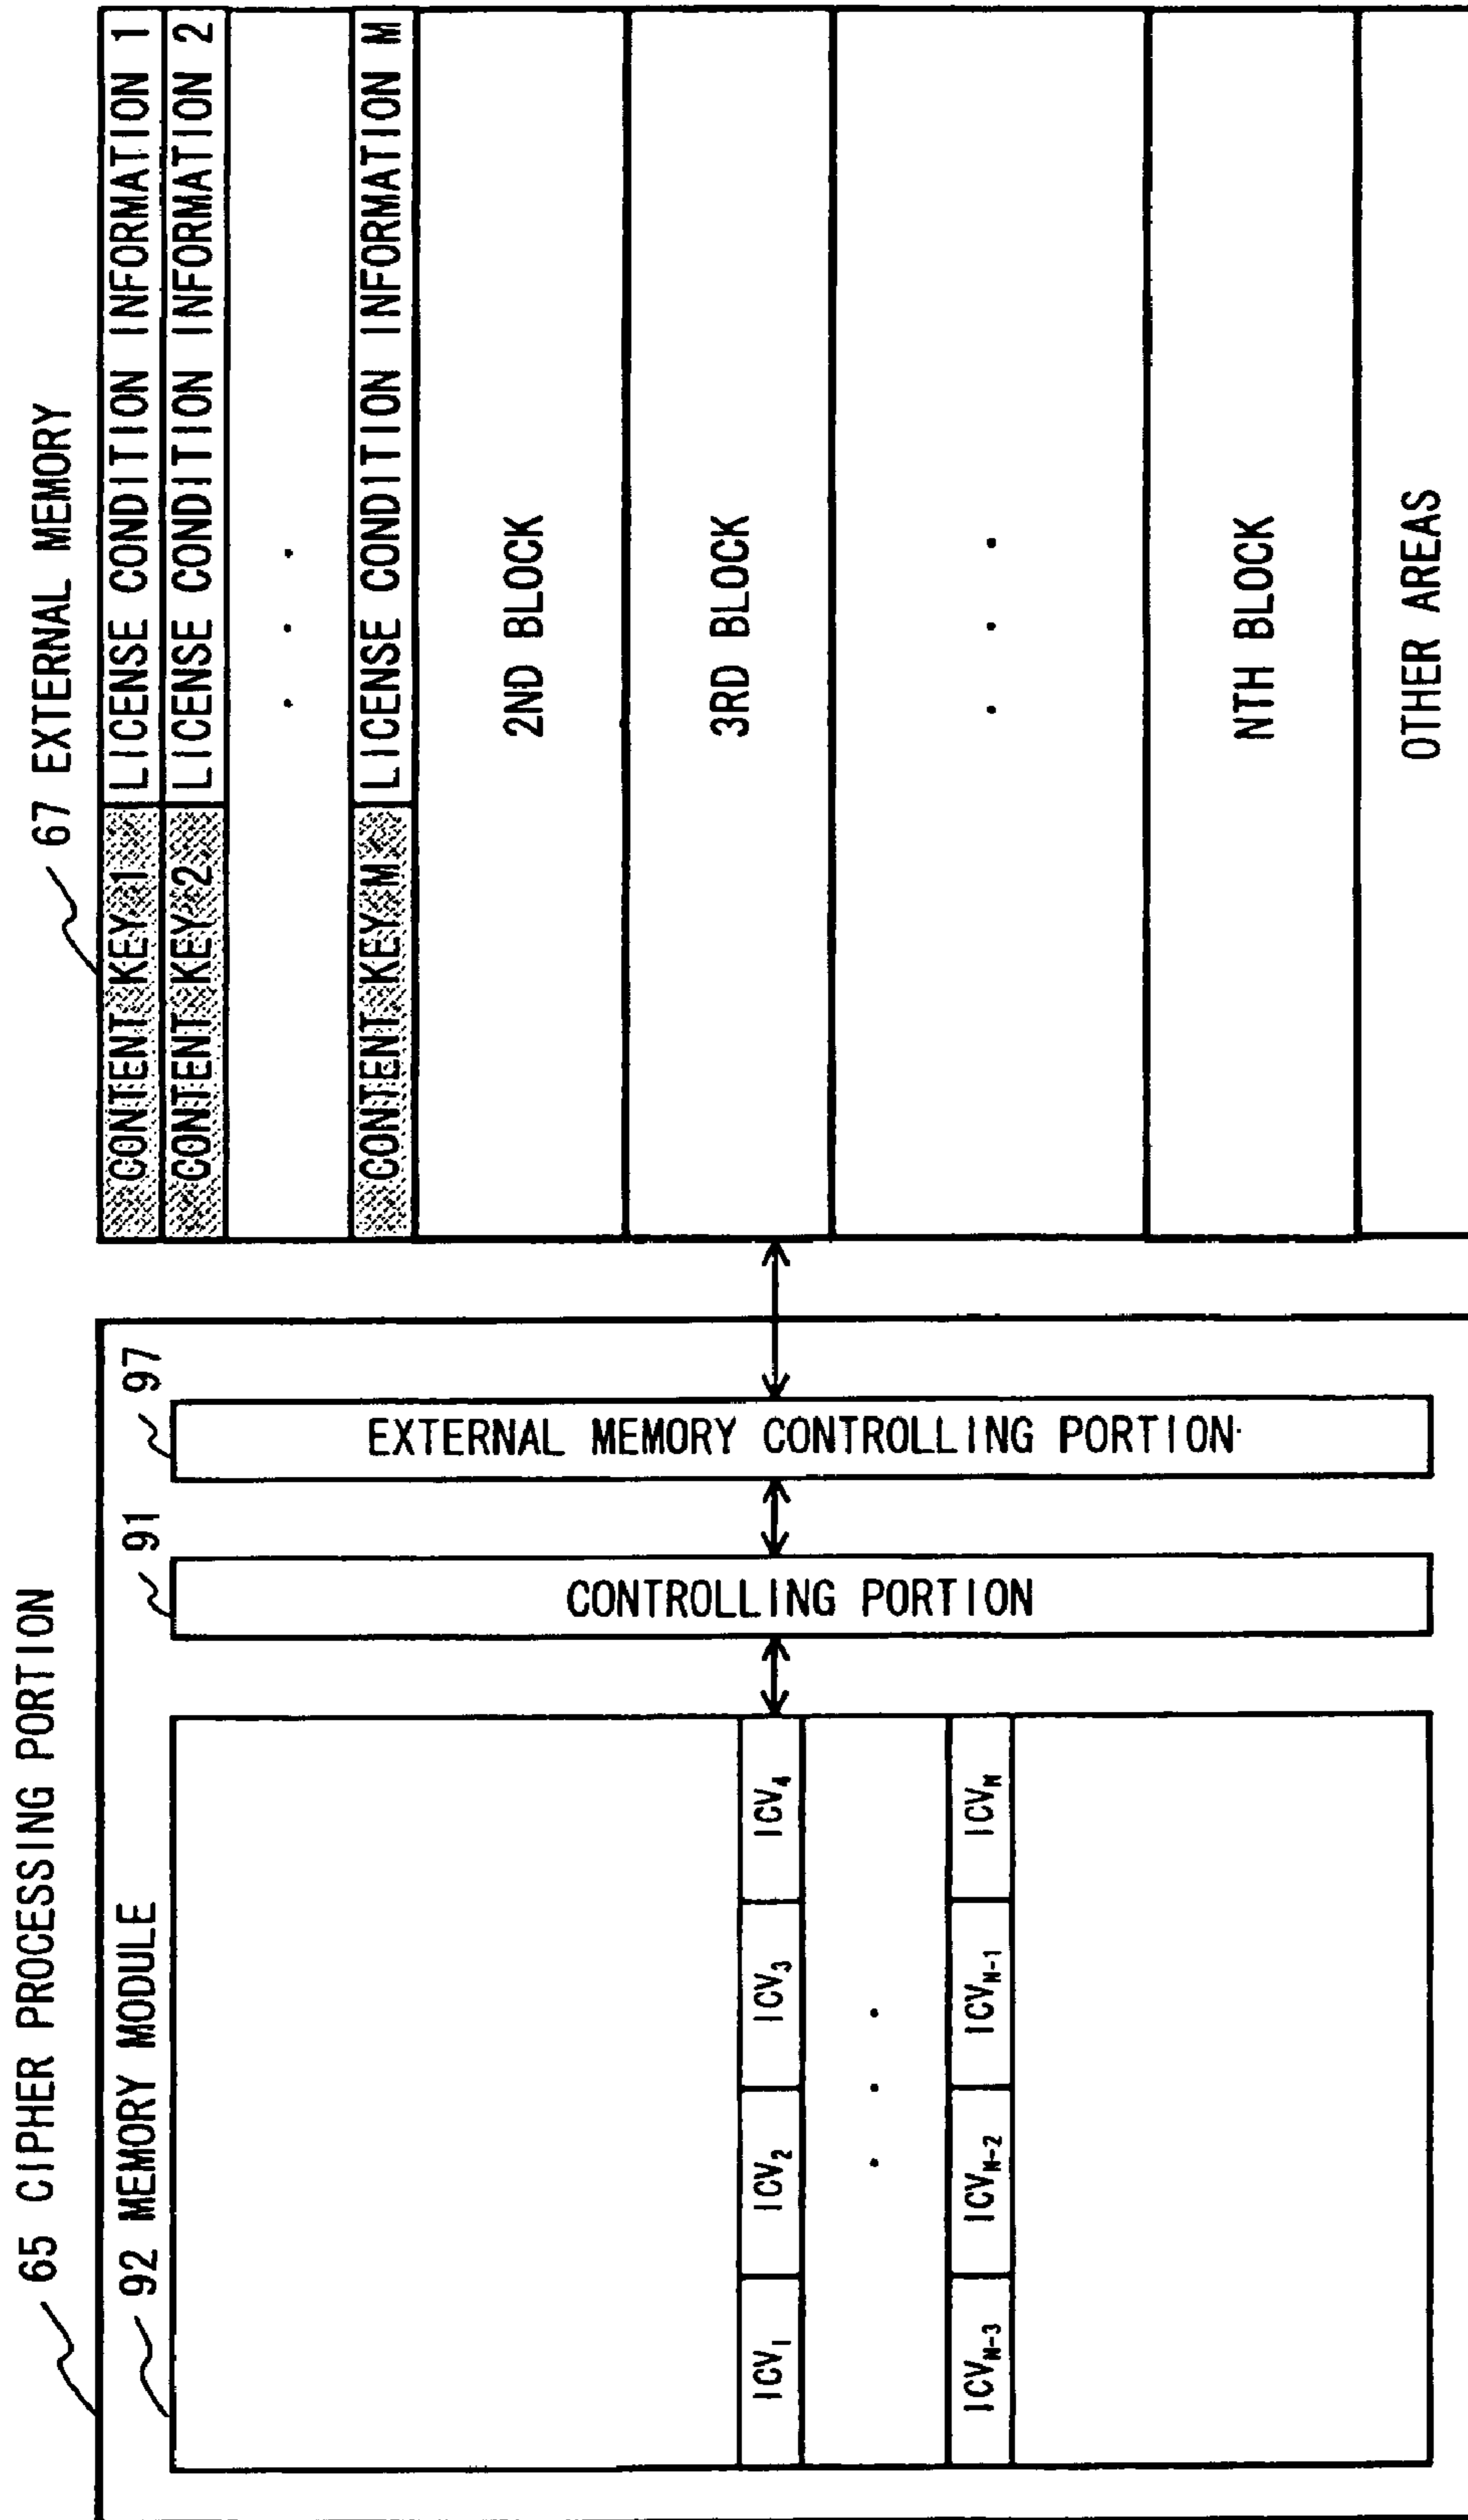 65 CIPHER PROCESSING PORTION
92 MEMORY MODULE
ICV1 ICV2 ICV3 ICV4
. . .
ICVN-3 ICVN-2 ICVN-1 ICVN
91
CONTROLLING PORTION
97
EXTERNAL MEMORY CONTROLLING PORTION
67 EXTERNAL MEMORY
CONTENT KEY 1 LICENSE CONDITION INFORMATION 1
CONTENT KEY 2 LICENSE CONDITION INFORMATION 2
. . .
CONTENT KEY M LICENSE CONDITION INFORMATION M
2ND BLOCK
3RD BLOCK
. . .
NTH BLOCK
OTHER AREAS